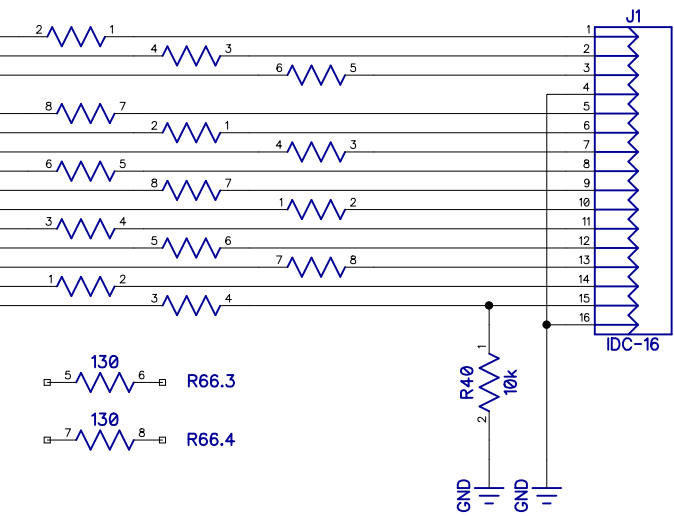 J1
2 1 1
4 3 2
6 5 3
4
8 7 5
2 1 6
4 3 7
6 5 8
8 7 9
1 2 10
3 4 11
5 6 12
7 8 13
1 2 14
3 4 15
16
IDC-16
1
R40
10k
2
GND
GND
130
5 6 R66.3
130
7 8 R66.4